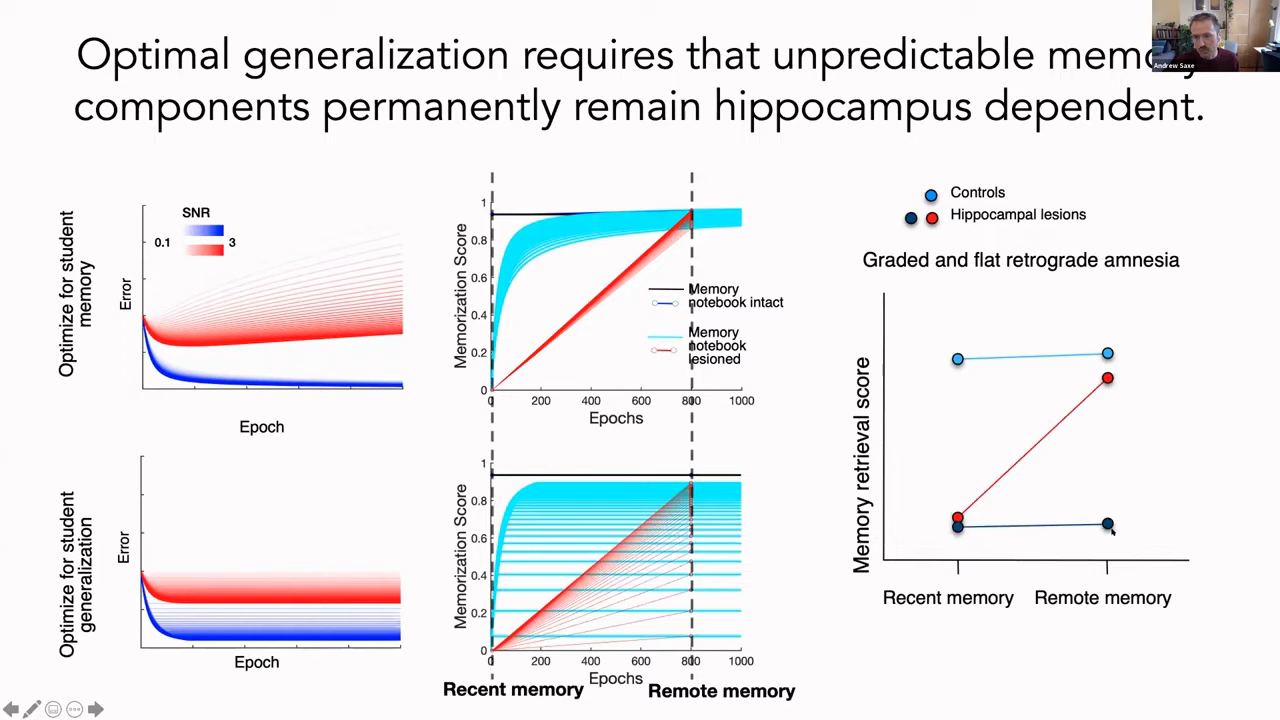 Optimal generalization requires that unpredictable memory
components permanently remain hippocampus dependent.
Andrew Saxe
Optimize for student
memory
SNR
0.1
3
Error
Epoch
Memorization Score
1
0.8
0.6
0.4
0.2
0
0
200
400
600
800
1000
Epochs
Memory
notebook intact
Memory
notebook
lesioned
Controls
Hippocampal lesions
Graded and flat retrograde amnesia
Memory retrieval score
Recent memory
Remote memory
Optimize for student
generalization
Error
Epoch
Memorization Score
1
0.8
0.6
0.4
0.2
0
0
200
400
600
800
1000
Epochs
Recent memory
Remote memory